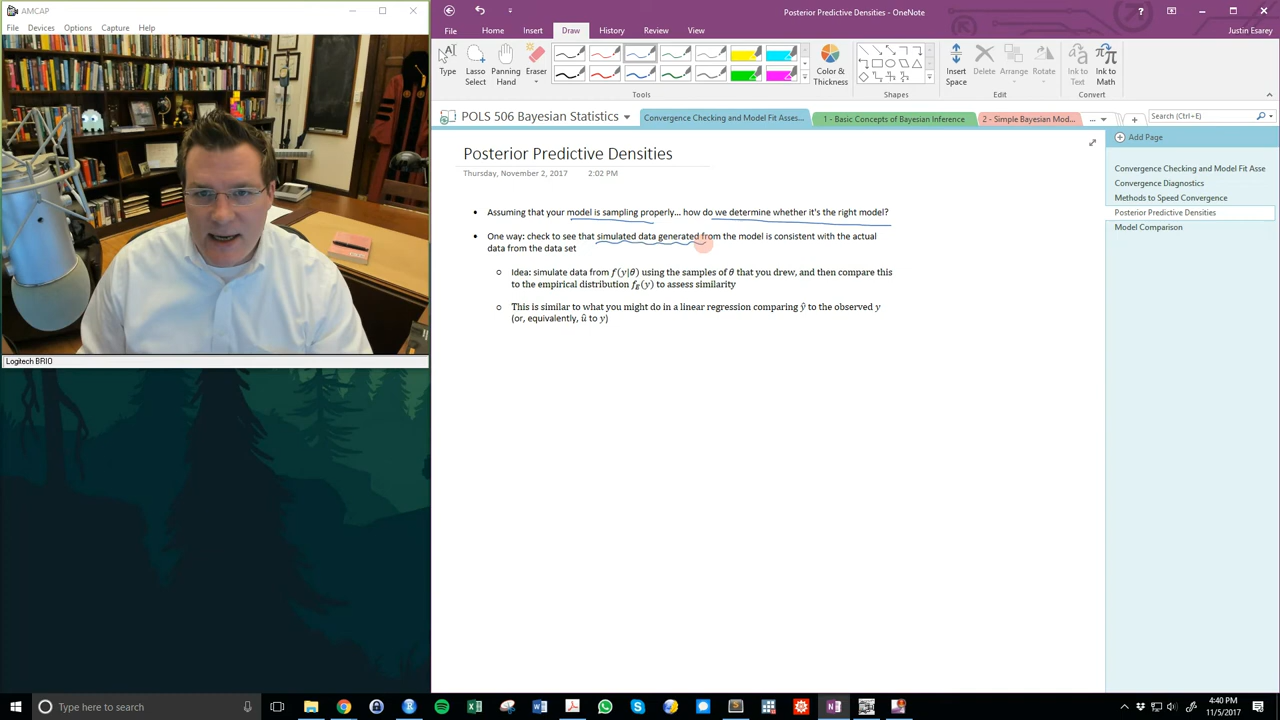 AMCAP
File Devices Options Capture Help
Logitech BRIO
Posterior Predictive Densities - OneNote
File Home Insert Draw History Review View
Justin Esarey
Type
Lasso Select
Panning Hand
Eraser
Color & Thickness
Insert Space
Delete
Arrange
Rotate
Ink to Text
Ink to Math
Tools
Shapes
Edit
Convert
POLS 506 Bayesian Statistics
Convergence Checking and Model Fit Asses...
1 - Basic Concepts of Bayesian Inference
2 - Simple Bayesian Mod...
...
Search (Ctrl+E)
Add Page
Convergence Checking and Model Fit Asse
Convergence Diagnostics
Methods to Speed Convergence
Posterior Predictive Densities
Model Comparison
Posterior Predictive Densities
Thursday, November 2, 2017 2:02 PM
• Assuming that your model is sampling properly... how do we determine whether it's the right model?
• One way: check to see that simulated data generated from the model is consistent with the actual
data from the data set
○ Idea: simulate data from f(y|θ) using the samples of θ that you drew, and then compare this
to the empirical distribution f_g(y) to assess similarity
○ This is similar to what you might do in a linear regression comparing ŷ to the observed y
(or, equivalently, û to y)
Type here to search
4:40 PM
11/5/2017